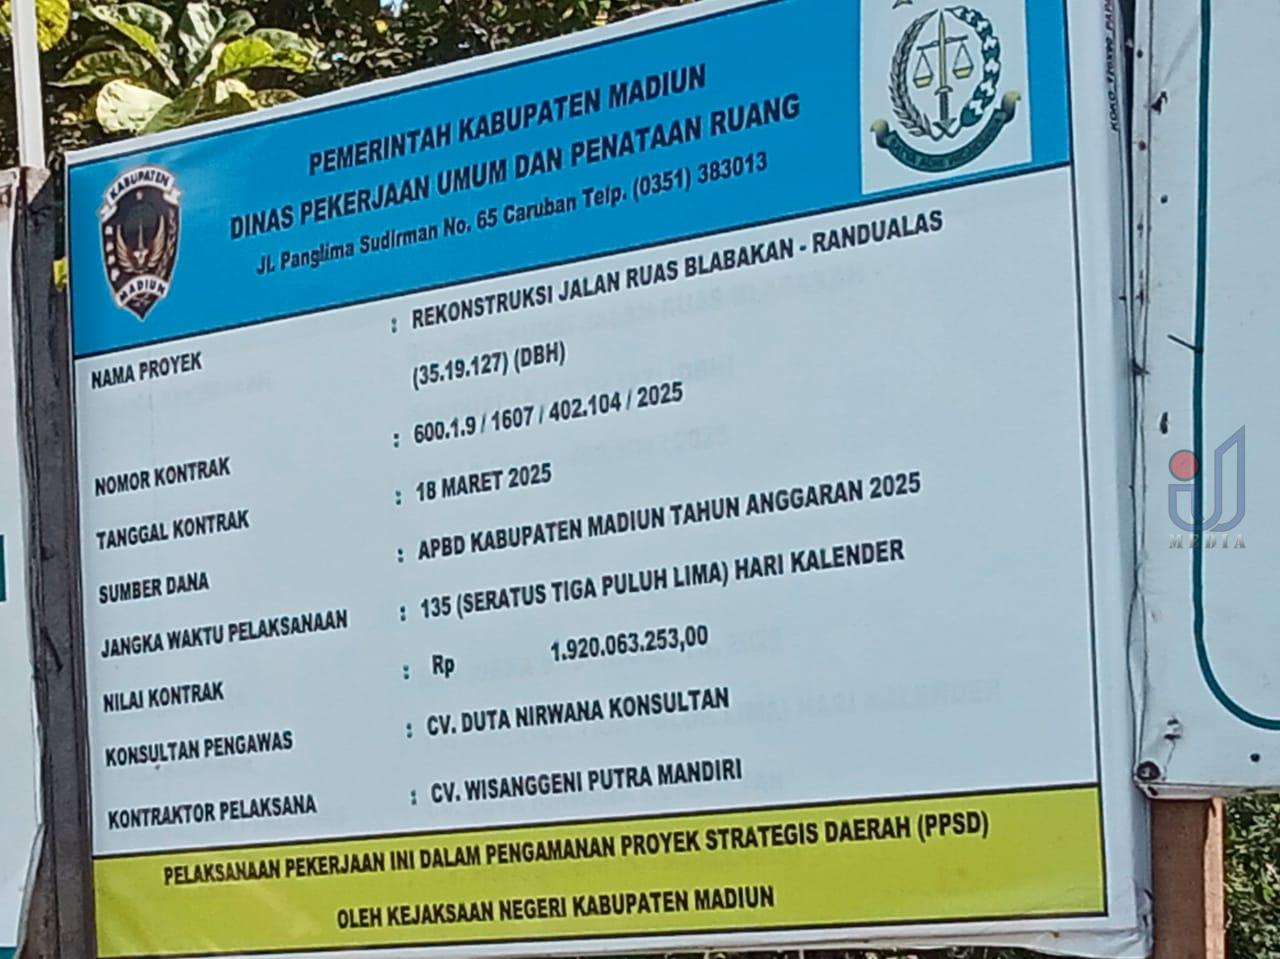 PEMERINTAH KABUPATEN MADIUN
DINAS PEKERJAAN UMUM DAN PENATAAN RUANG
Jl. Panglima Sudirman No. 65 Caruban Telp. (0351) 383013
KABUPATEN
MADIUN
NAMA PROYEK : REKONSTRUKSI JALAN RUAS BLABAKAN - RANDUALAS
(35.19.127) (DBH)
NOMOR KONTRAK : 600.1.9 / 1607 / 402.104 / 2025
TANGGAL KONTRAK : 18 MARET 2025
SUMBER DANA : APBD KABUPATEN MADIUN TAHUN ANGGARAN 2025
JANGKA WAKTU PELAKSANAAN : 135 (SERATUS TIGA PULUH LIMA) HARI KALENDER
NILAI KONTRAK : Rp 1.920.063.253,00
KONSULTAN PENGAWAS : CV. DUTA NIRWANA KONSULTAN
KONTRAKTOR PELAKSANA : CV. WISANGGENI PUTRA MANDIRI
PELAKSANAAN PEKERJAAN INI DALAM PENGAMANAN PROYEK STRATEGIS DAERAH (PPSD)
OLEH KEJAKSAAN NEGERI KABUPATEN MADIUN
iJ
MEDIA